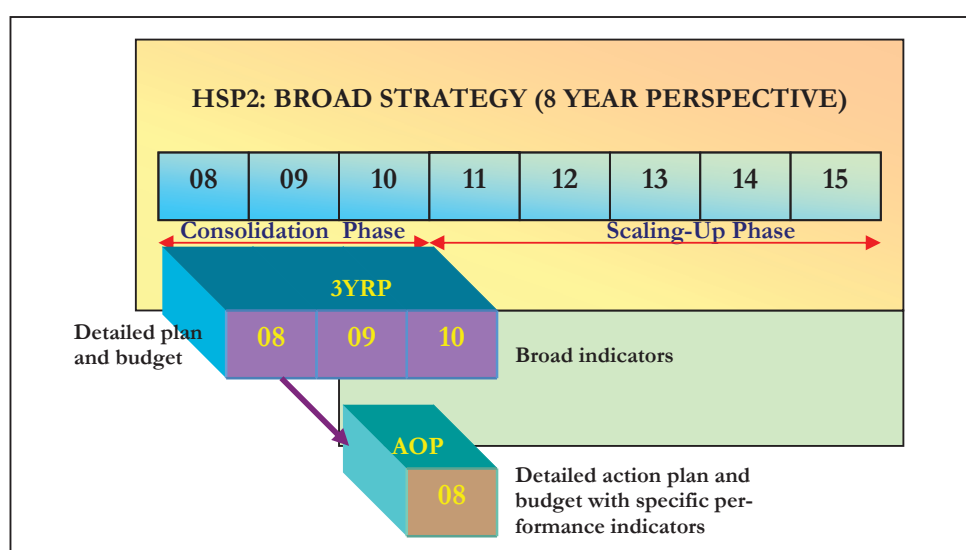 HSP2: BROAD STRATEGY (8 YEAR PERSPECTIVE)
08 09 10 11 12 13 14 15
Consolidation Phase Scaling-Up Phase
3YRP
Detailed plan
and budget
08 09 10
Broad indicators
AOP
08
Detailed action plan and
budget with specific per-
formance indicators